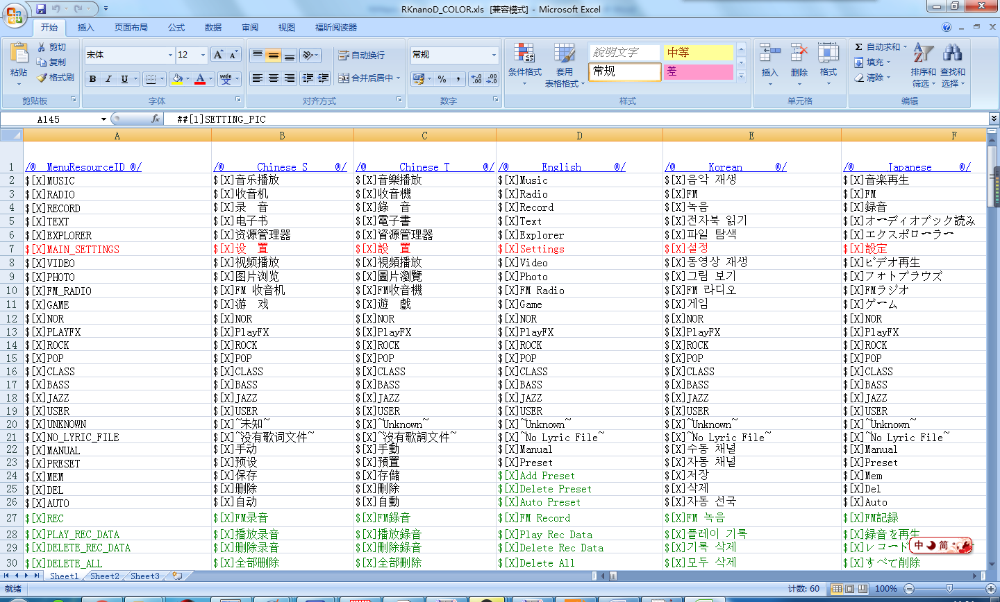 RKnanoD_COLOR.xls [兼容模式] - Microsoft Excel
开始 插入 页面布局 公式 数据 审阅 视图 福昕阅读器
粘贴 剪切 复制 格式刷 剪贴板
宋体 12 B I U A 字体
自动换行 合并后居中 对齐方式
常规 % , 数字
条件格式 套用表格格式 說明文字 中等 常规 差 样式
插入 删除 格式 单元格
Σ 自动求和 填充 清除 排序和筛选 查找和选择 编辑
A145 fx ##[1]SETTING_PIC
A B C D E F
1 /@ MenuResourceID @/ /@ Chinese S @/ /@ Chinese T @/ /@ English @/ /@ Korean @/ /@ Japanese @/
2 $[X]MUSIC $[X]音乐播放 $[X]音樂播放 $[X]Music $[X]음악 재생 $[X]音楽再生
3 $[X]RADIO $[X]收音机 $[X]收音機 $[X]Radio $[X]FM $[X]FM
4 $[X]RECORD $[X]录 音 $[X]錄 音 $[X]Record $[X]녹음 $[X]録音
5 $[X]TEXT $[X]电子书 $[X]電子書 $[X]Text $[X]전자북 읽기 $[X]オーディオブック読み
6 $[X]EXPLORER $[X]资源管理器 $[X]資源管理器 $[X]Explorer $[X]파일 탐색 $[X]エクスポローラー
7 $[X]MAIN_SETTINGS $[X]设 置 $[X]設 置 $[X]Settings $[X]설정 $[X]設定
8 $[X]VIDEO $[X]视频播放 $[X]視頻播放 $[X]Video $[X]동영상 재생 $[X]ビデオ再生
9 $[X]PHOTO $[X]图片浏览 $[X]圖片瀏覽 $[X]Photo $[X]그림 보기 $[X]フォトブラウズ
10 $[X]FM_RADIO $[X]FM 收音机 $[X]FM收音機 $[X]FM Radio $[X]FM 라디오 $[X]FMラジオ
11 $[X]GAME $[X]游 戏 $[X]遊 戲 $[X]Game $[X]게임 $[X]ゲーム
12 $[X]NOR $[X]NOR $[X]NOR $[X]NOR $[X]NOR $[X]NOR
13 $[X]PLAYFX $[X]PlayFX $[X]PlayFX $[X]PlayFX $[X]PlayFX $[X]PlayFX
14 $[X]ROCK $[X]ROCK $[X]ROCK $[X]ROCK $[X]ROCK $[X]ROCK
15 $[X]POP $[X]POP $[X]POP $[X]POP $[X]POP $[X]POP
16 $[X]CLASS $[X]CLASS $[X]CLASS $[X]CLASS $[X]CLASS $[X]CLASS
17 $[X]BASS $[X]BASS $[X]BASS $[X]BASS $[X]BASS $[X]BASS
18 $[X]JAZZ $[X]JAZZ $[X]JAZZ $[X]JAZZ $[X]JAZZ $[X]JAZZ
19 $[X]USER $[X]USER $[X]USER $[X]USER $[X]USER $[X]USER
20 $[X]UNKNOWN $[X]~未知~ $[X]~Unknown~ $[X]~Unknown~ $[X]~Unknown~ $[X]~Unknown~
21 $[X]NO_LYRIC_FILE $[X]~没有歌词文件~ $[X]~沒有歌詞文件~ $[X]~No Lyric File~ $[X]~No Lyric File~ $[X]~No Lyric File~
22 $[X]MANUAL $[X]手动 $[X]手動 $[X]Manual $[X]수동 채널 $[X]Manual
23 $[X]PRESET $[X]预设 $[X]預置 $[X]Preset $[X]자동 채널 $[X]Preset
24 $[X]MEM $[X]保存 $[X]存儲 $[X]Add Preset $[X]저장 $[X]Mem
25 $[X]DEL $[X]删除 $[X]刪除 $[X]Delete Preset $[X]삭제 $[X]Del
26 $[X]AUTO $[X]自动 $[X]自動 $[X]Auto Preset $[X]자동 선국 $[X]Auto
27 $[X]REC $[X]FM录音 $[X]FM錄音 $[X]FM Record $[X]FM 녹음 $[X]FM記録
28 $[X]PLAY_REC_DATA $[X]播放录音 $[X]播放錄音 $[X]Play Rec Data $[X]플레이 기록 $[X]録音を再生
29 $[X]DELETE_REC_DATA $[X]删除录音 $[X]刪除錄音 $[X]Delete Rec Data $[X]기록 삭제 $[X]レコード
中 简
30 $[X]DELETE_ALL $[X]全部删除 $[X]全部刪除 $[X]Delete All $[X]모두 삭제 $[X]すべて削除
Sheet1 Sheet2 Sheet3
就绪 计数: 60 100%